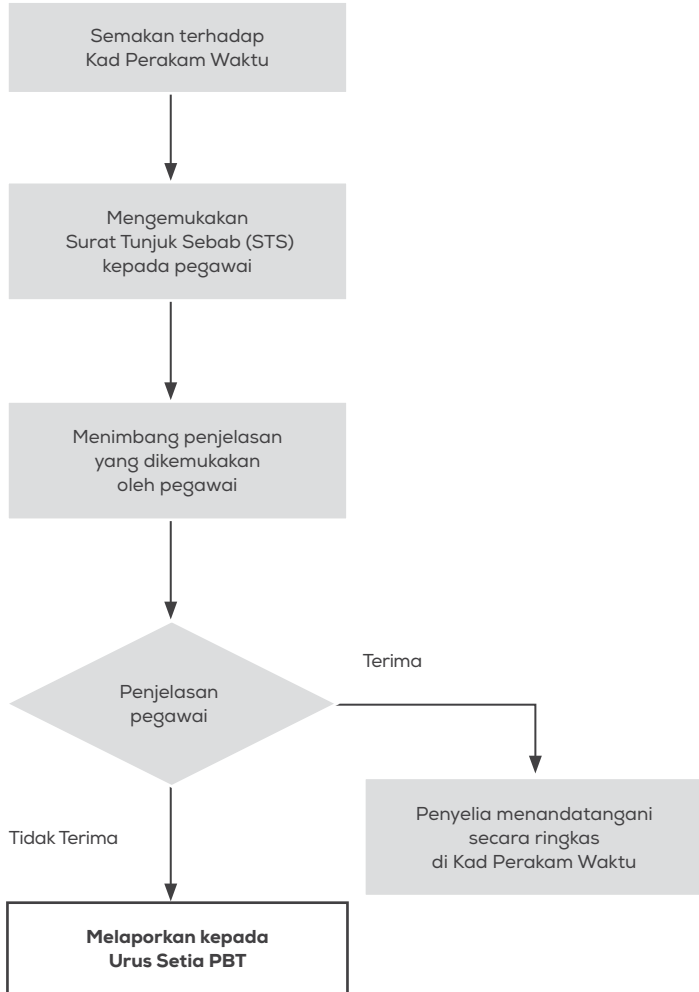 Semakan terhadap
Kad Perakam Waktu
Mengemukakan
Surat Tunjuk Sebab (STS)
kepada pegawai
Menimbang penjelasan
yang dikemukakan
oleh pegawai
Penjelasan
pegawai
Terima
Penyelia menandatangani
secara ringkas
di Kad Perakam Waktu
Tidak Terima
Melaporkan kepada
Urus Setia PBT